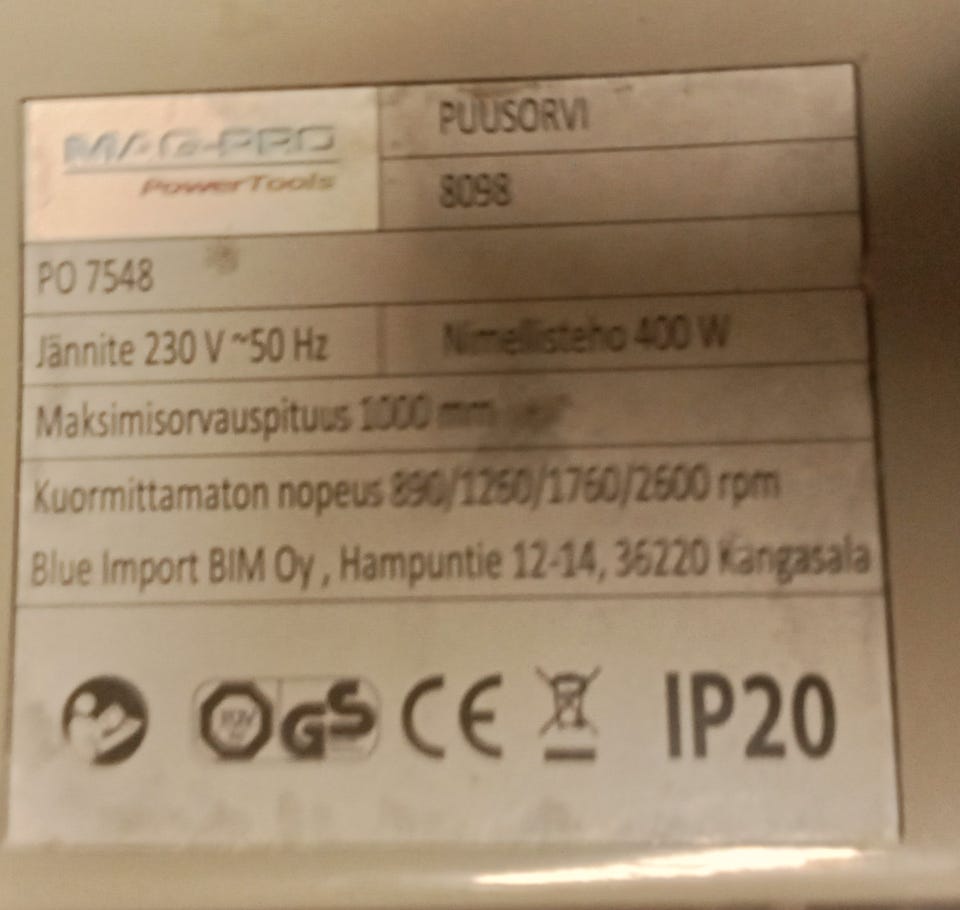 MAG-PRO
PowerTools
PUUSORVI
8098
PO 7548
Jännite 230 V ~50 Hz
Nimellisteho 400 W
Maksimisorvauspituus 1000 mm
Kuormittamaton nopeus 890/1260/1760/2600 rpm
Blue Import BIM Oy , Hampuntie 12-14, 36220 Kangasala
TÜV GS CE IP20